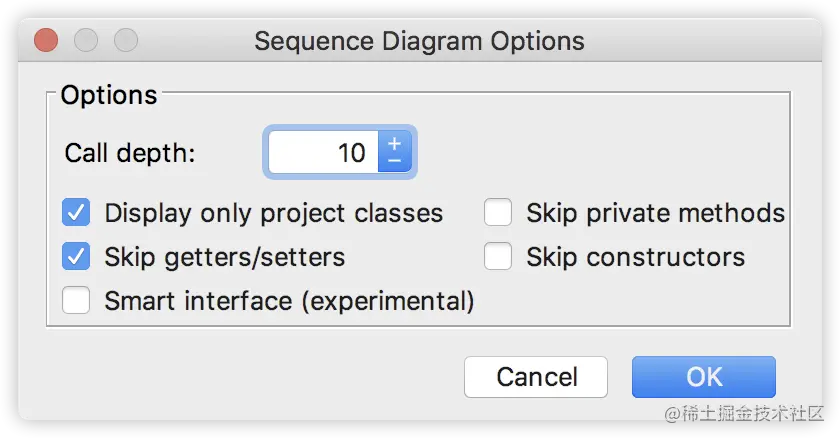 Sequence Diagram Options
Options
Call depth: 10
Display only project classes
Skip private methods
Skip getters/setters
Skip constructors
Smart interface (experimental)
Cancel
OK
@稀土掘金技术社区